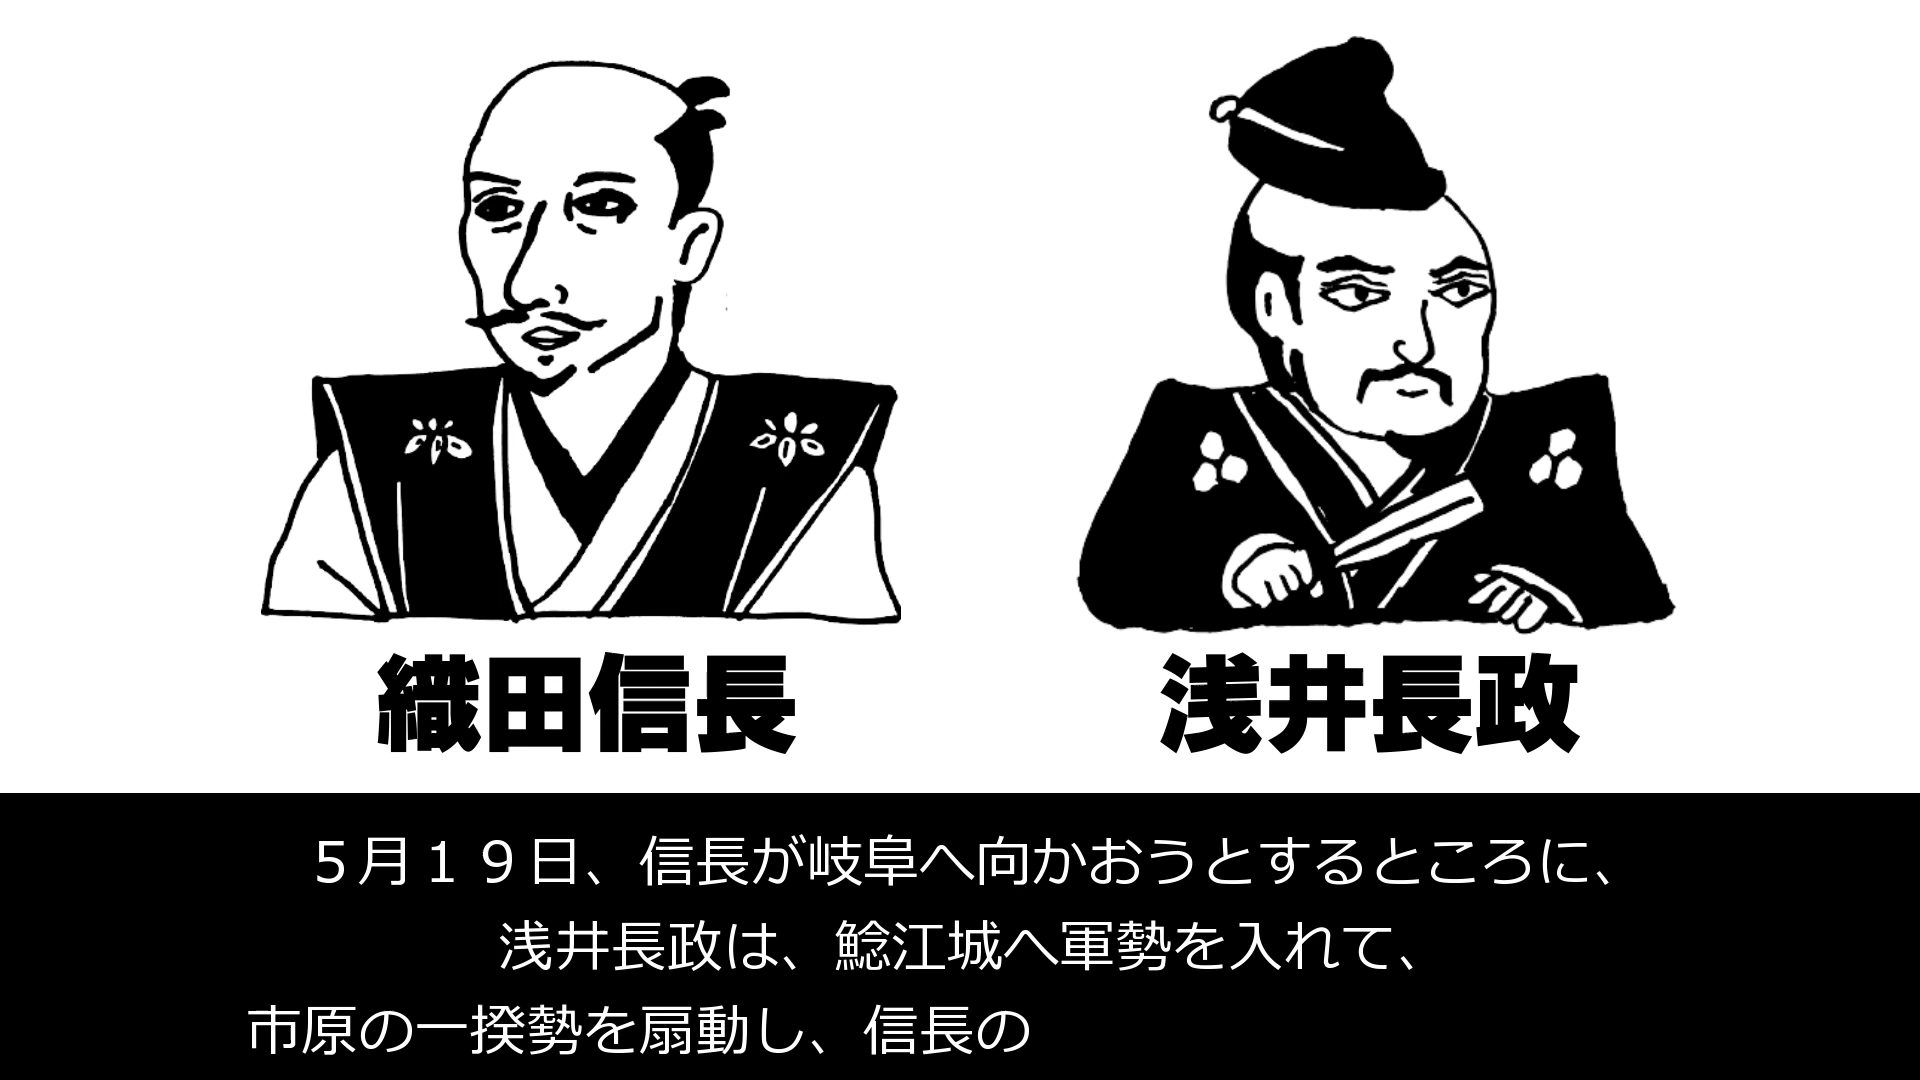 織田信長
浅井長政
５月１９日、信長が岐阜へ向かおうとするところに、
浅井長政は、鯰江城へ軍勢を入れて、
市原の一揆勢を扇動し、信長の